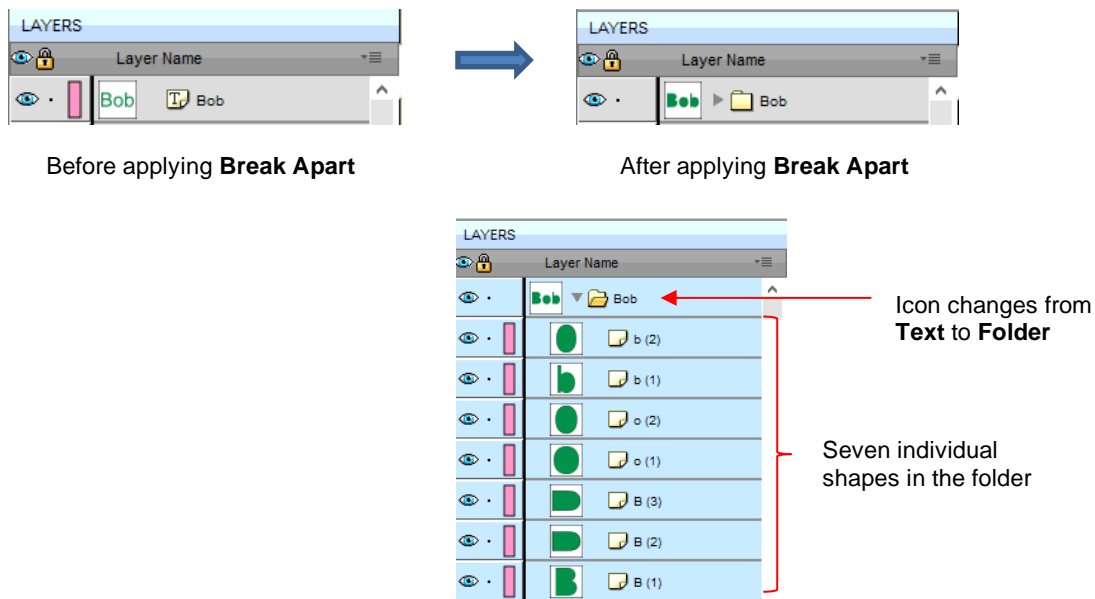 LAYERS
Layer Name
Bob T Bob
Before applying Break Apart
LAYERS
Layer Name
Bob Bob
After applying Break Apart
LAYERS
Layer Name
Bob Bob
b (2)
b b (1)
o (2)
o (1)
B (3)
B (2)
B B (1)
Icon changes from
Text to Folder
Seven individual
shapes in the folder